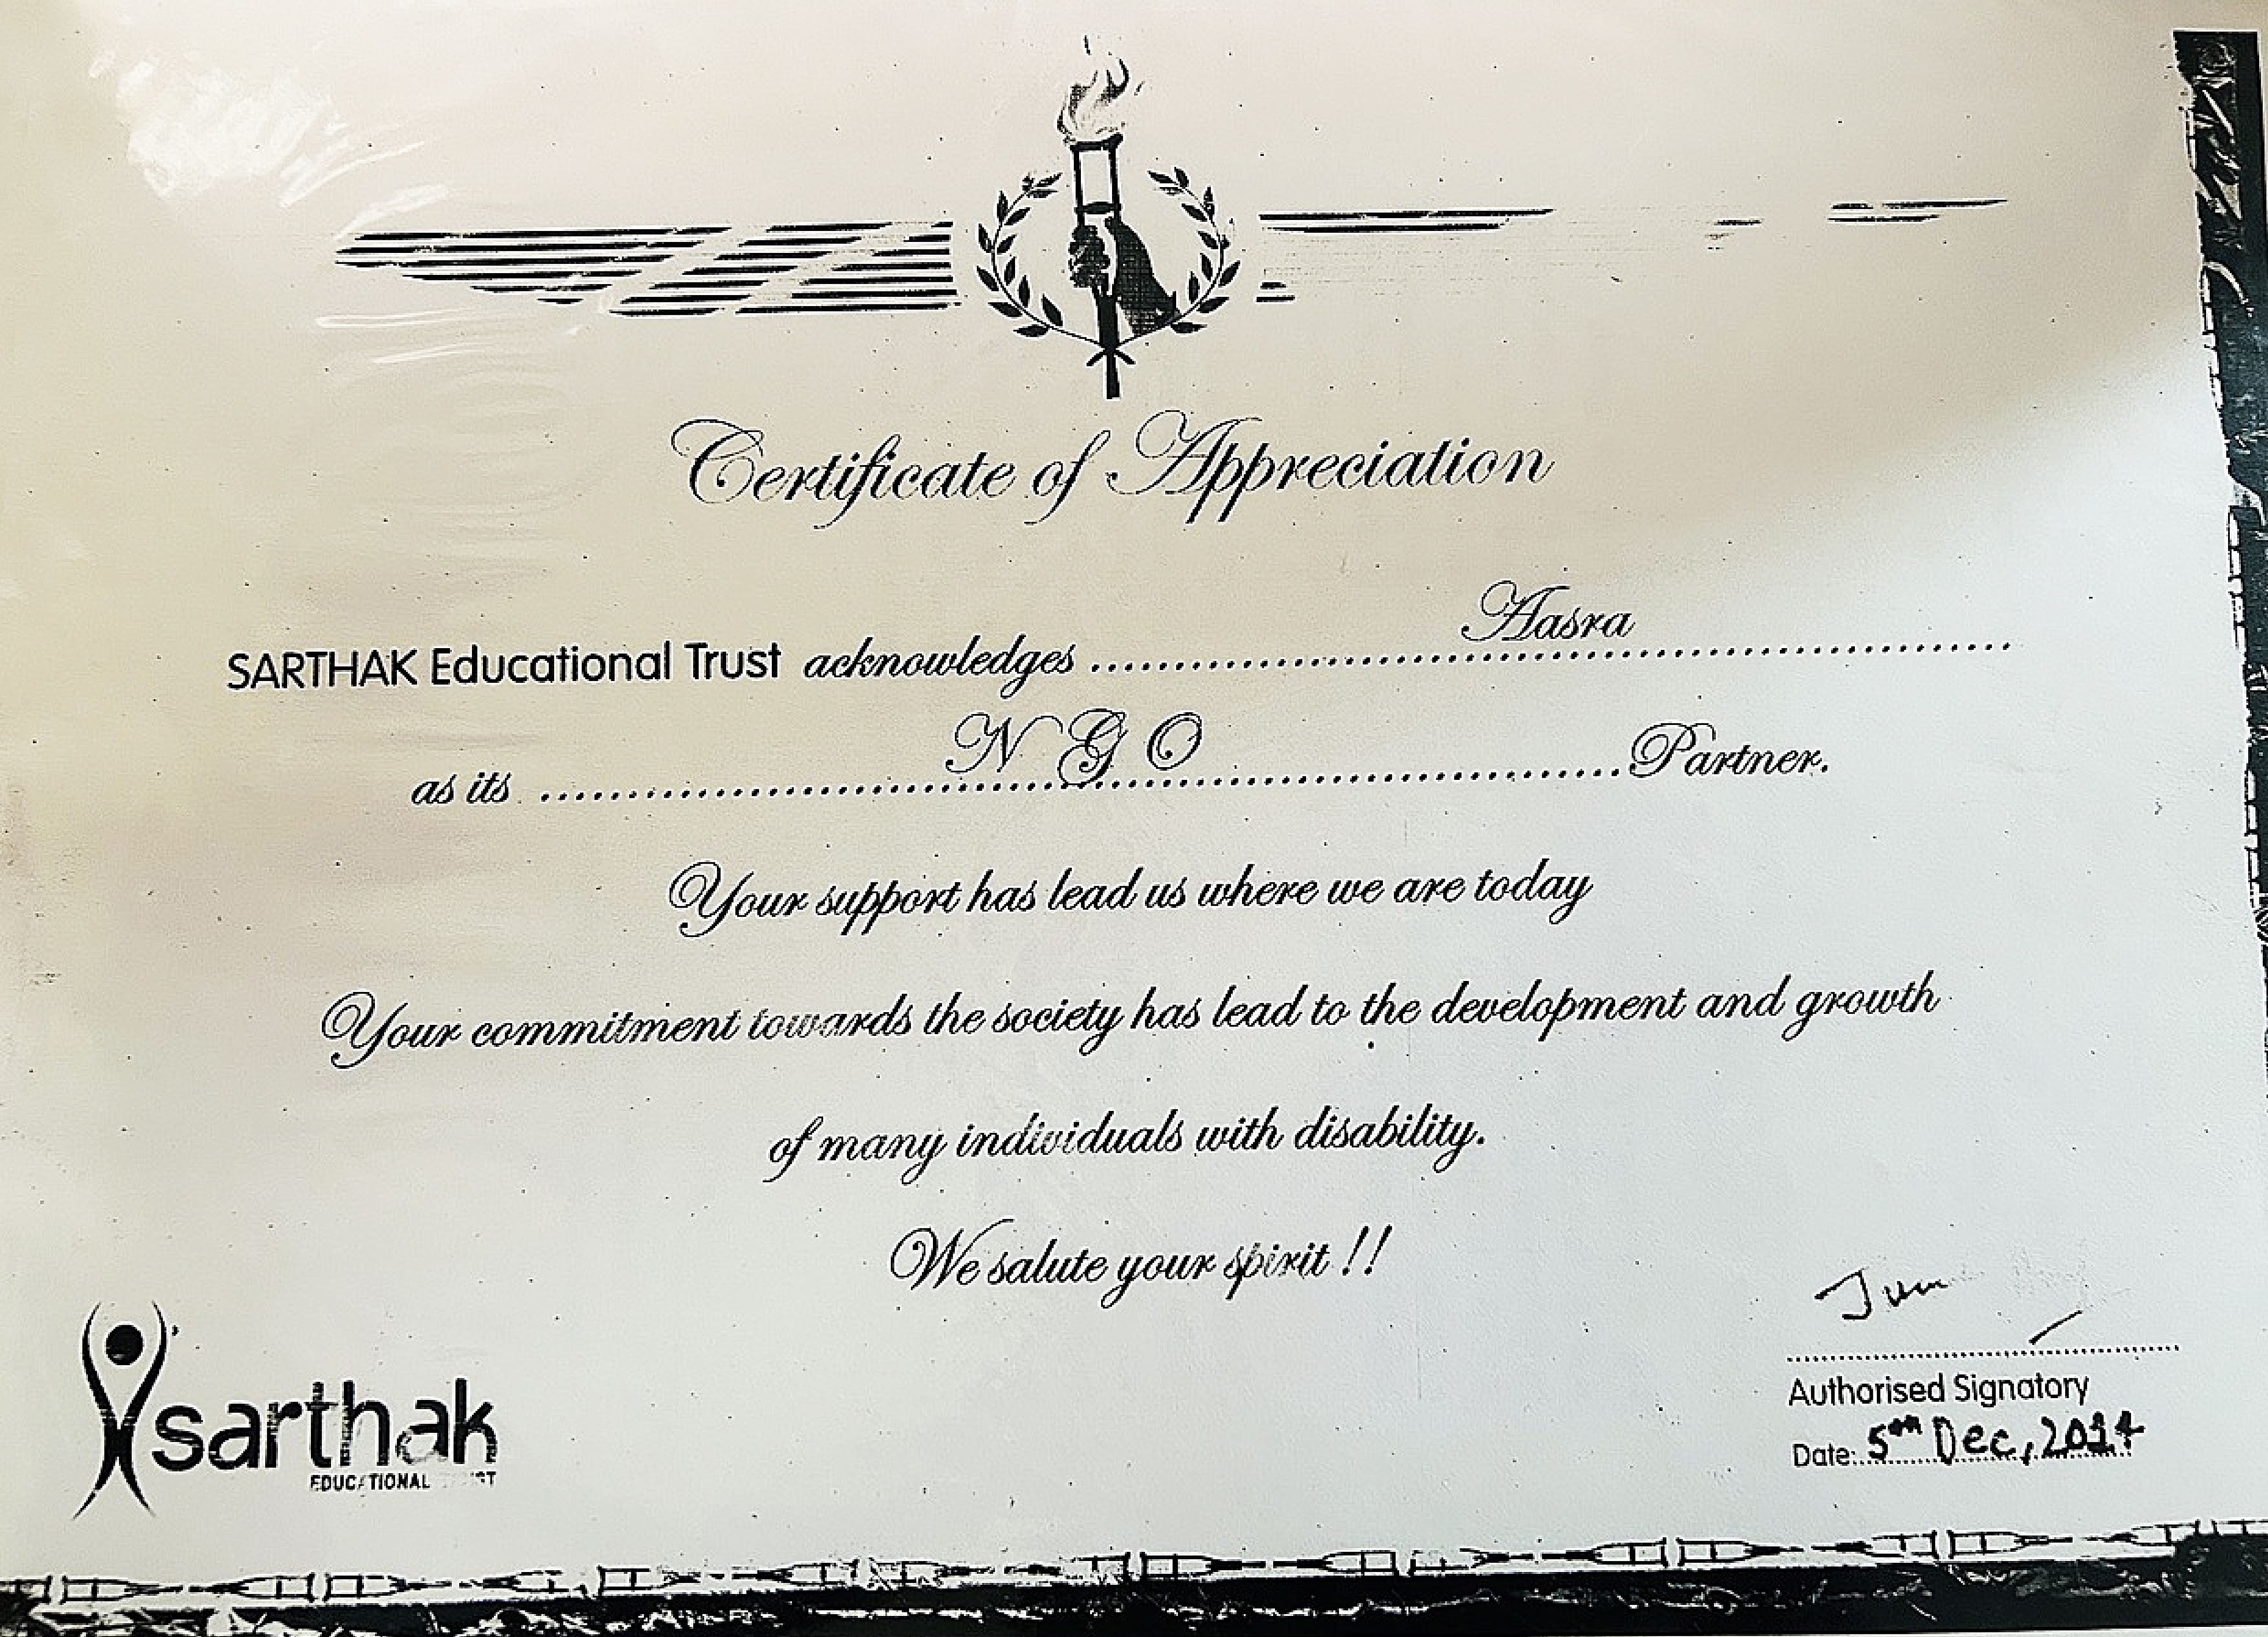 Certificate of Appreciation
SARTHAK Educational Trust acknowledges ........ Aasra ........
as its ........ N G O ........ Partner.
Your support has lead us where we are today
Your commitment towards the society has lead to the development and growth
of many individuals with disability.
We salute your spirit !!
sarthak
EDUCATIONAL
Authorised Signatory
Date: 5th Dec, 2014